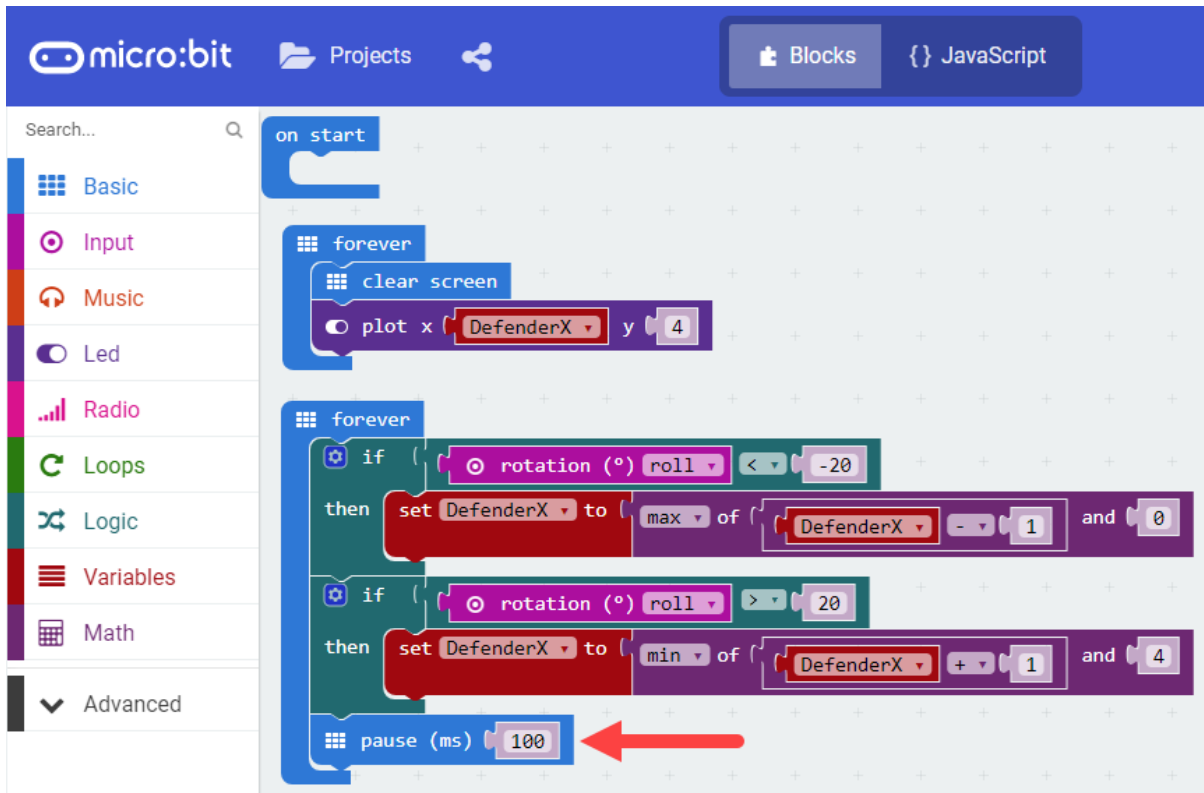 micro:bit Projects Blocks {} JavaScript
Search...
Basic
Input
Music
Led
Radio
Loops
Logic
Variables
Math
Advanced
on start
forever
clear screen
plot x DefenderX y 4
forever
if rotation (°) roll < -20
then set DefenderX to max of DefenderX - 1 and 0
if rotation (°) roll > 20
then set DefenderX to min of DefenderX + 1 and 4
pause (ms) 100